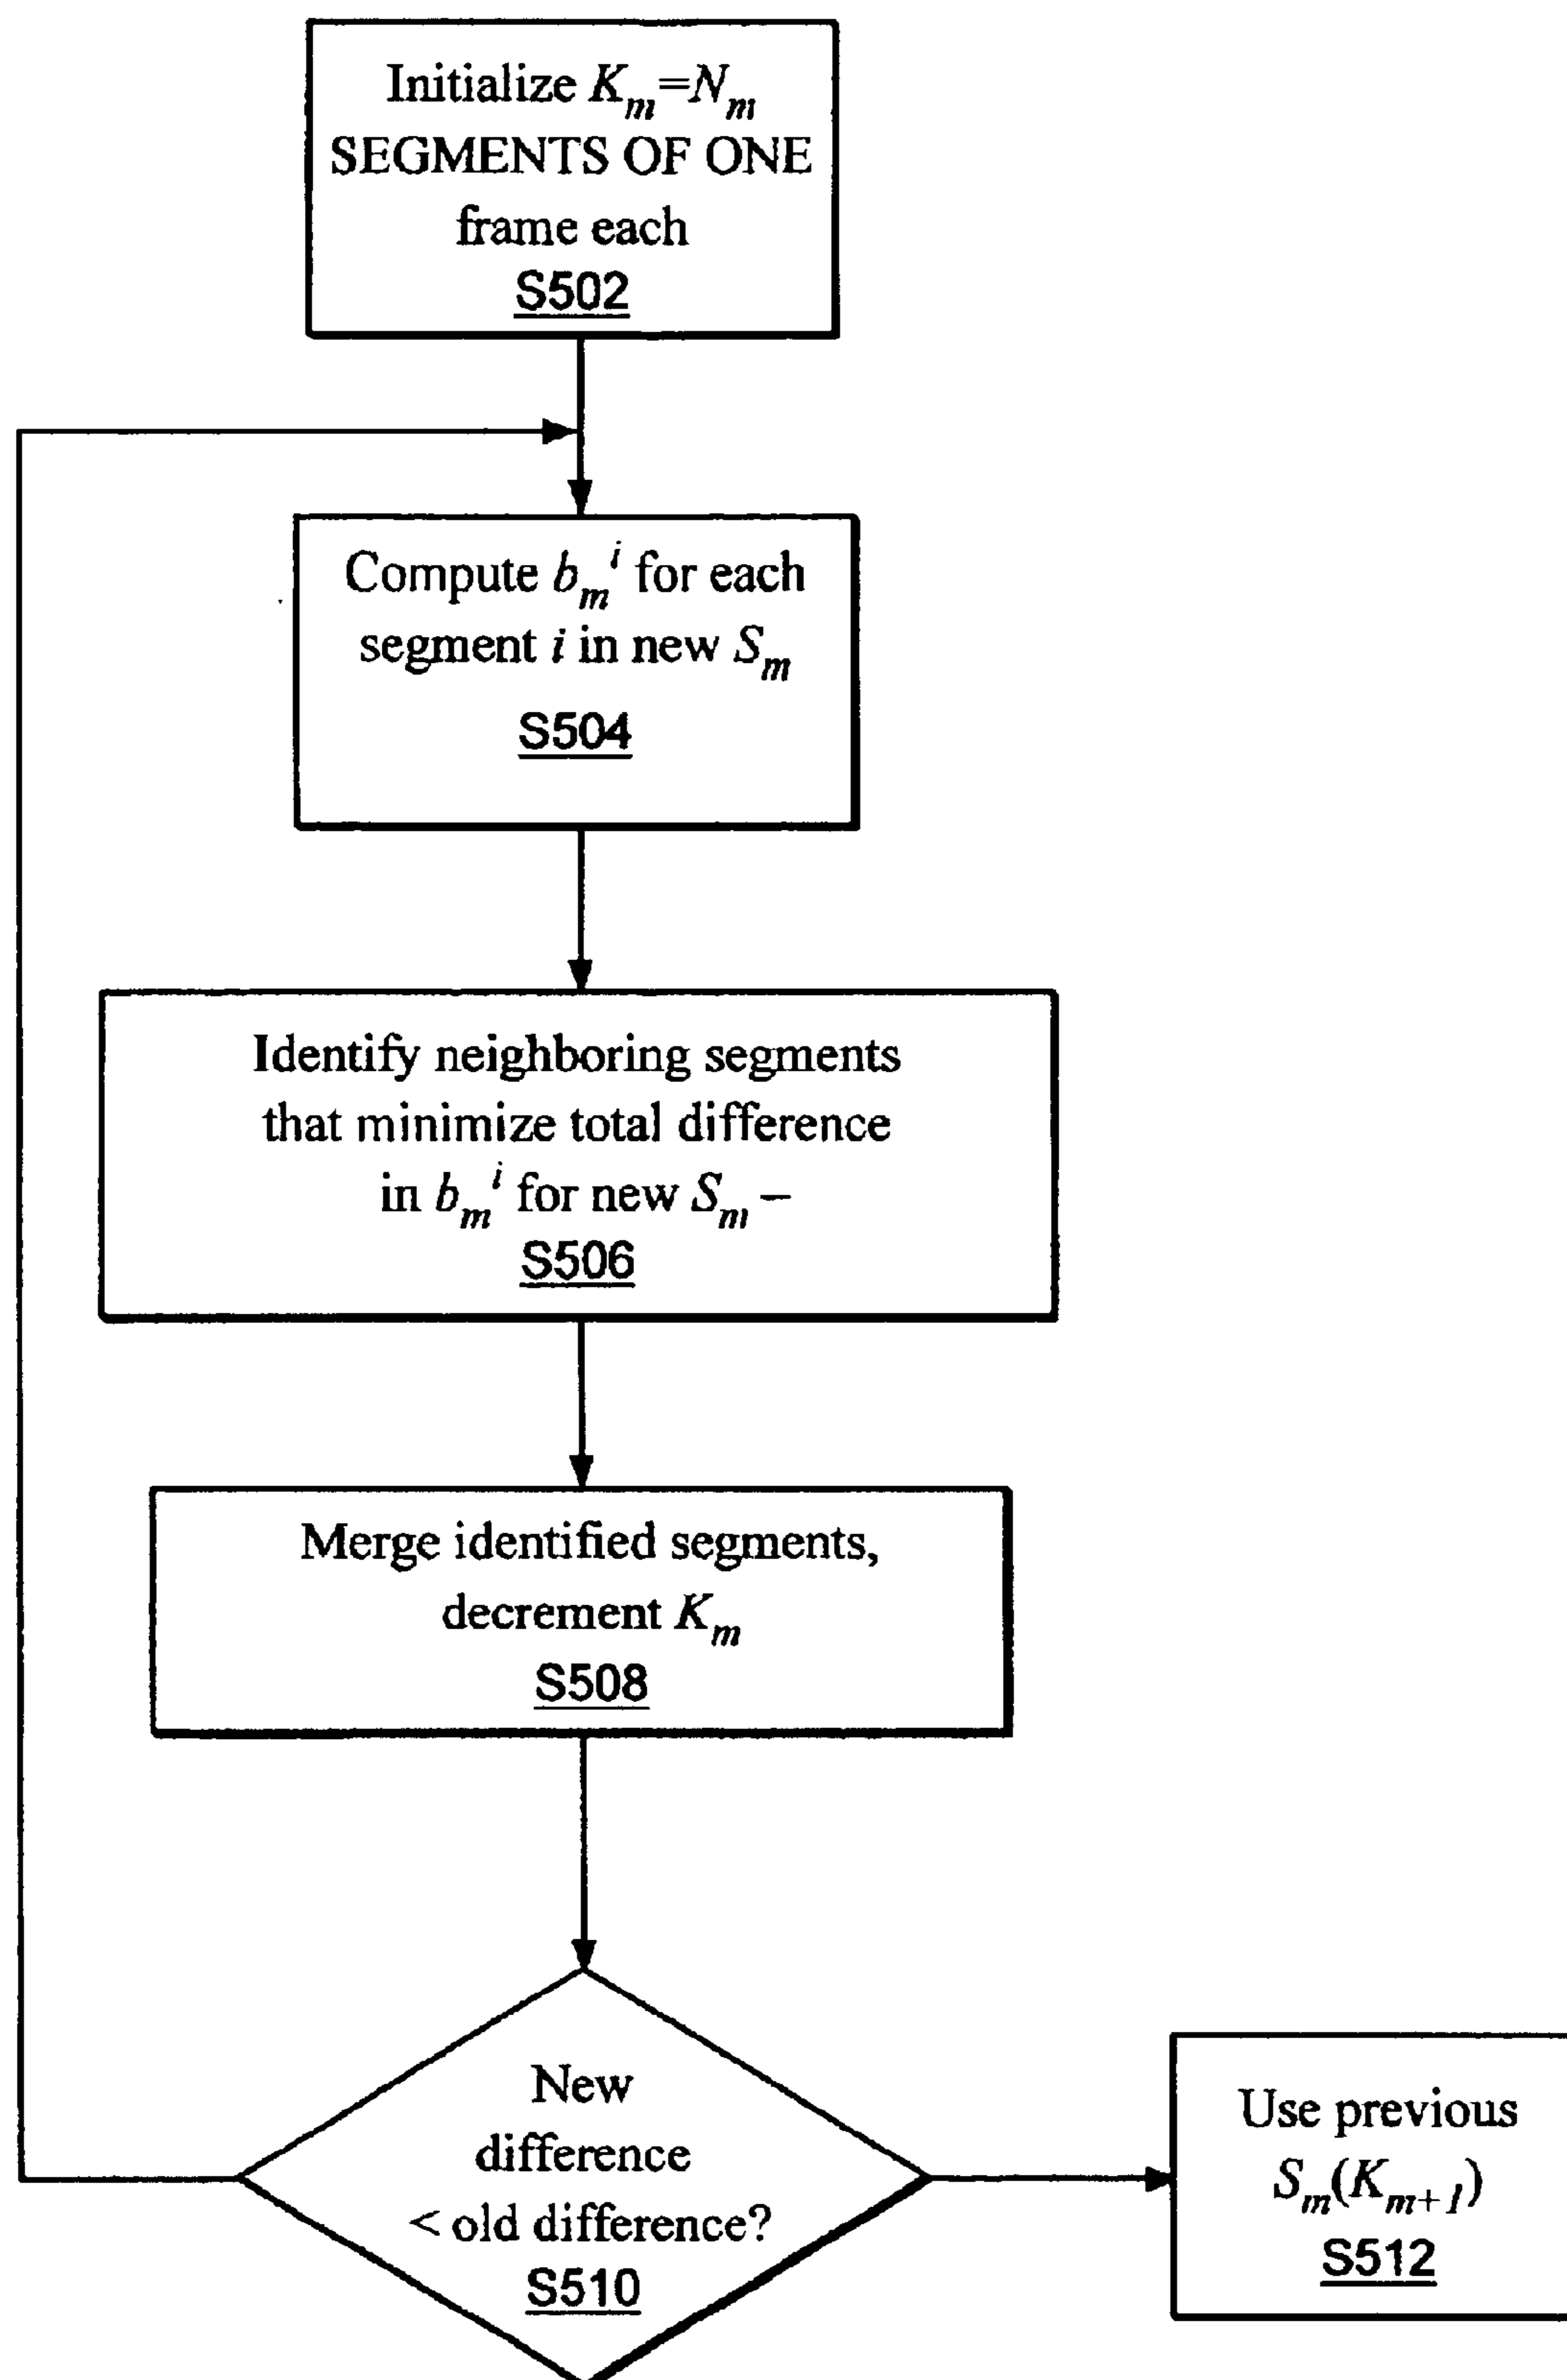 Initialize K_m=N_m
SEGMENTS OF ONE
frame each
S502
Compute b_m^i for each
segment i in new S_m
S504
Identify neighboring segments
that minimize total difference
in b_m^i for new S_m –
S506
Merge identified segments,
decrement K_m
S508
New
difference
< old difference?
S510
Use previous
S_m(K_{m+1})
S512